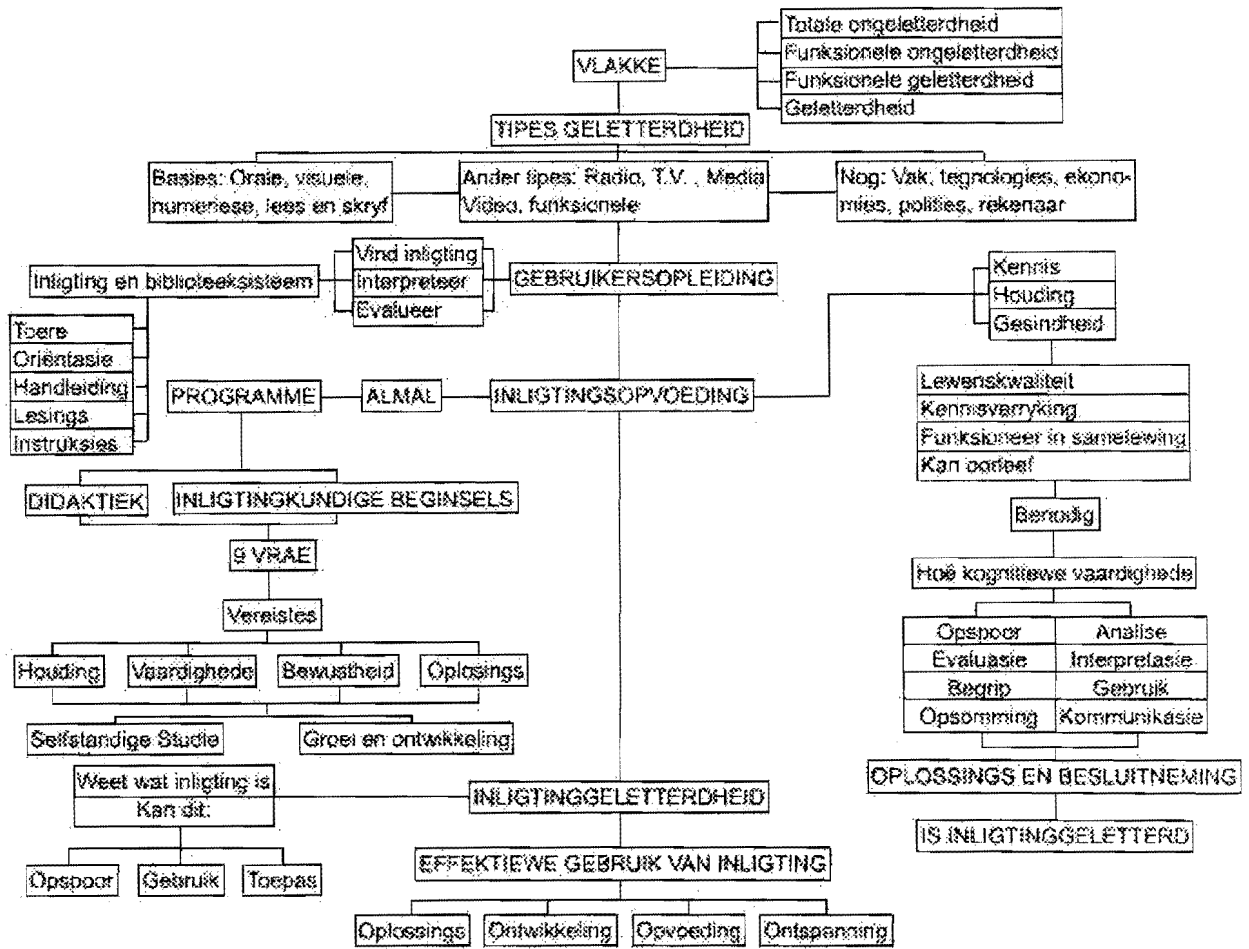 Totale ongeletterdheid
Funksionele ongeletterdheid
VLAKKE
Funksionele geletterdheid
Geletterdheid
TIPES GELETTERDHEID
Basies: Orale, visuele,
numeriese, lees en skryf
Ander tipes: Radio, T.V. , Media
Video, funksionele
Nog: Vak, tegnologies, ekono-
mies, polities, rekenaar
Inligting en biblioteeksisteem
Vind inligting
Interpreteer
Evalueer
GEBRUIKERSOPLEIDING
Kennis
Houding
Gesindheid
Toere
Oriëntasie
Handleiding
Lesings
Instruksies
PROGRAMME
ALMAL
INLIGTINGSOPVOEDING
Lewenskwaliteit
Kennisverryking
Funksioneer in samelewing
Kan oorleef
DIDAKTIEK
INLIGTINGKUNDIGE BEGINSELS
Benodig
9 VRAE
Hoë kognitiewe vaardighede
Vereistes
Opspoor
Analise
Evaluasie
Interpretasie
Begrip
Gebruik
Opsomming
Kommunikasie
Houding
Vaardighede
Bewustheid
Oplosings
Selfstandige Studie
Groei en ontwikkeling
Weet wat inligting is
Kan dit:
INLIGTINGGELETTERDHEID
OPLOSSINGS EN BESLUITNEMING
IS INLIGTINGGELETTERD
Opspoor
Gebruik
Toepas
EFFEKTIEWE GEBRUIK VAN INLIGTING
Oplossings
Ontwikkeling
Opvoeding
Ontspanning